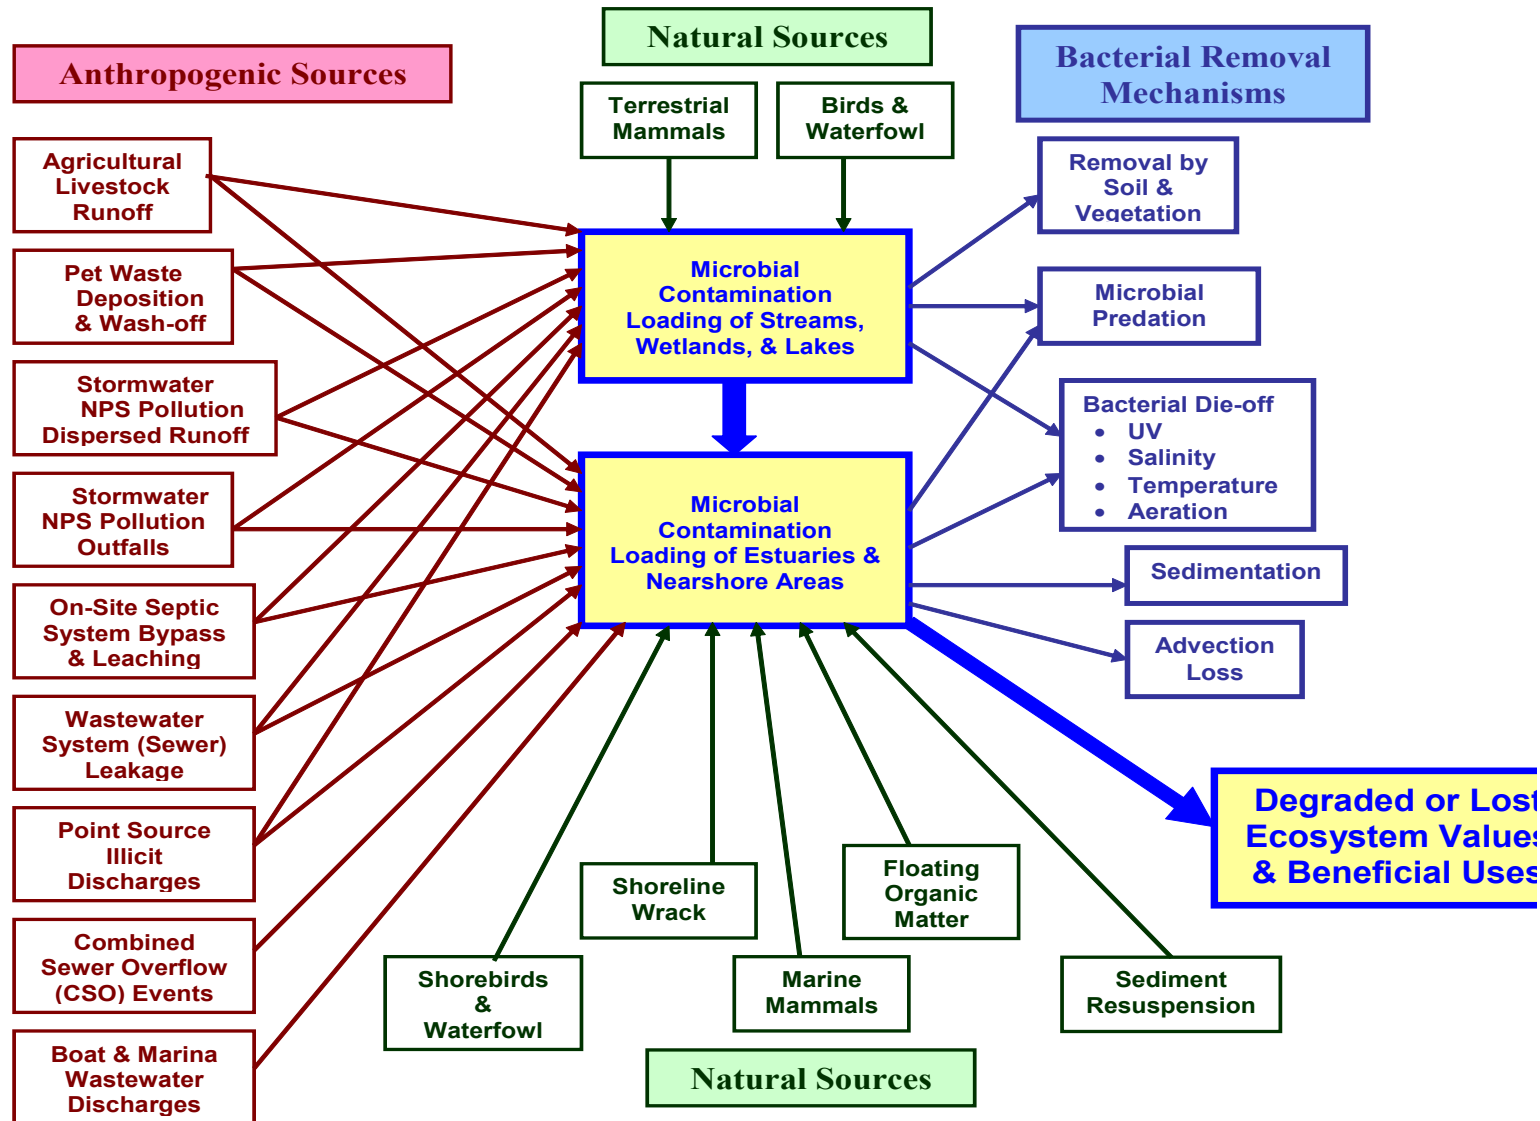 Anthropogenic Sources
Agricultural
Livestock
Runoff
Pet Waste
Deposition
& Wash-off
Stormwater
NPS Pollution
Dispersed Runoff
Stormwater
NPS Pollution
Outfalls
On-Site Septic
System Bypass
& Leaching
Wastewater
System (Sewer)
Leakage
Point Source
Illicit
Discharges
Combined
Sewer Overflow
(CSO) Events
Boat & Marina
Wastewater
Discharges
Natural Sources
Terrestrial
Mammals
Birds &
Waterfowl
Microbial
Contamination
Loading of Streams,
Wetlands, & Lakes
Microbial
Contamination
Loading of Estuaries &
Nearshore Areas
Shorebirds
&
Waterfowl
Shoreline
Wrack
Marine
Mammals
Floating
Organic
Matter
Sediment
Resuspension
Natural Sources
Bacterial Removal
Mechanisms
Removal by
Soil &
Vegetation
Microbial
Predation
Bacterial Die-off
• UV
• Salinity
• Temperature
• Aeration
Sedimentation
Advection
Loss
Degraded or Lost
Ecosystem Values
& Beneficial Uses